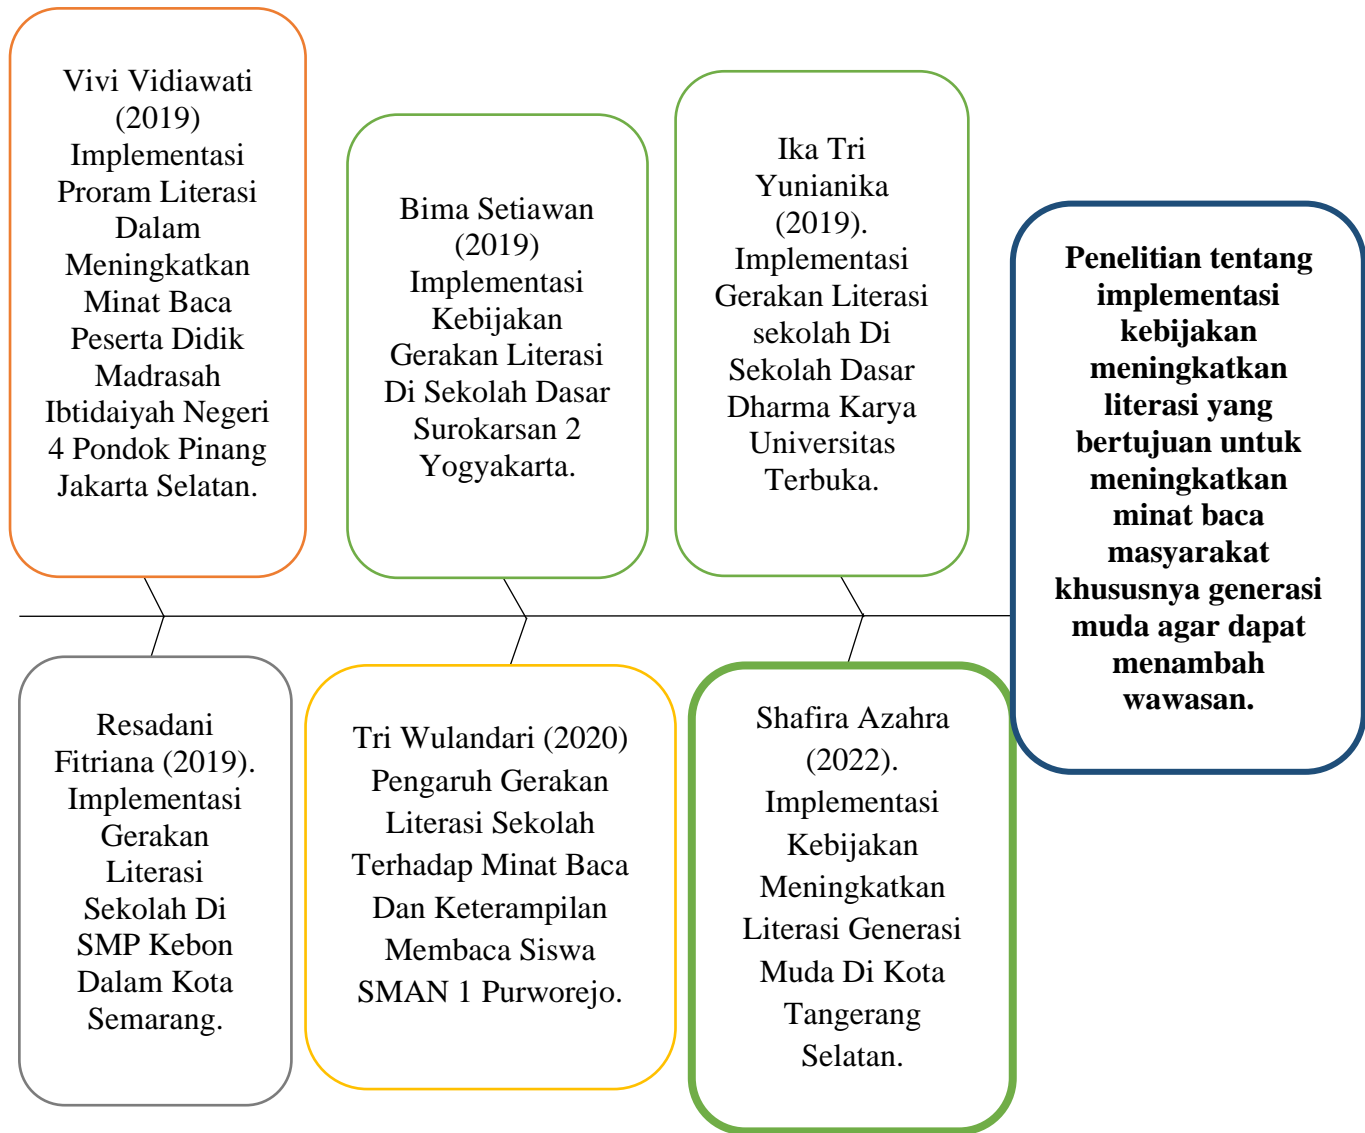 Vivi Vidiawati
(2019)
Implementasi
Proram Literasi
Dalam
Meningkatkan
Minat Baca
Peserta Didik
Madrasah
Ibtidaiyah Negeri
4 Pondok Pinang
Jakarta Selatan.
Bima Setiawan
(2019)
Implementasi
Kebijakan
Gerakan Literasi
Di Sekolah Dasar
Surokarsan 2
Yogyakarta.
Ika Tri
Yunianika
(2019).
Implementasi
Gerakan Literasi
sekolah Di
Sekolah Dasar
Dharma Karya
Universitas
Terbuka.
Penelitian tentang
implementasi
kebijakan
meningkatkan
literasi yang
bertujuan untuk
meningkatkan
minat baca
masyarakat
khususnya generasi
muda agar dapat
menambah
wawasan.
Resadani
Fitriana (2019).
Implementasi
Gerakan
Literasi
Sekolah Di
SMP Kebon
Dalam Kota
Semarang.
Tri Wulandari (2020)
Pengaruh Gerakan
Literasi Sekolah
Terhadap Minat Baca
Dan Keterampilan
Membaca Siswa
SMAN 1 Purworejo.
Shafira Azahra
(2022).
Implementasi
Kebijakan
Meningkatkan
Literasi Generasi
Muda Di Kota
Tangerang
Selatan.